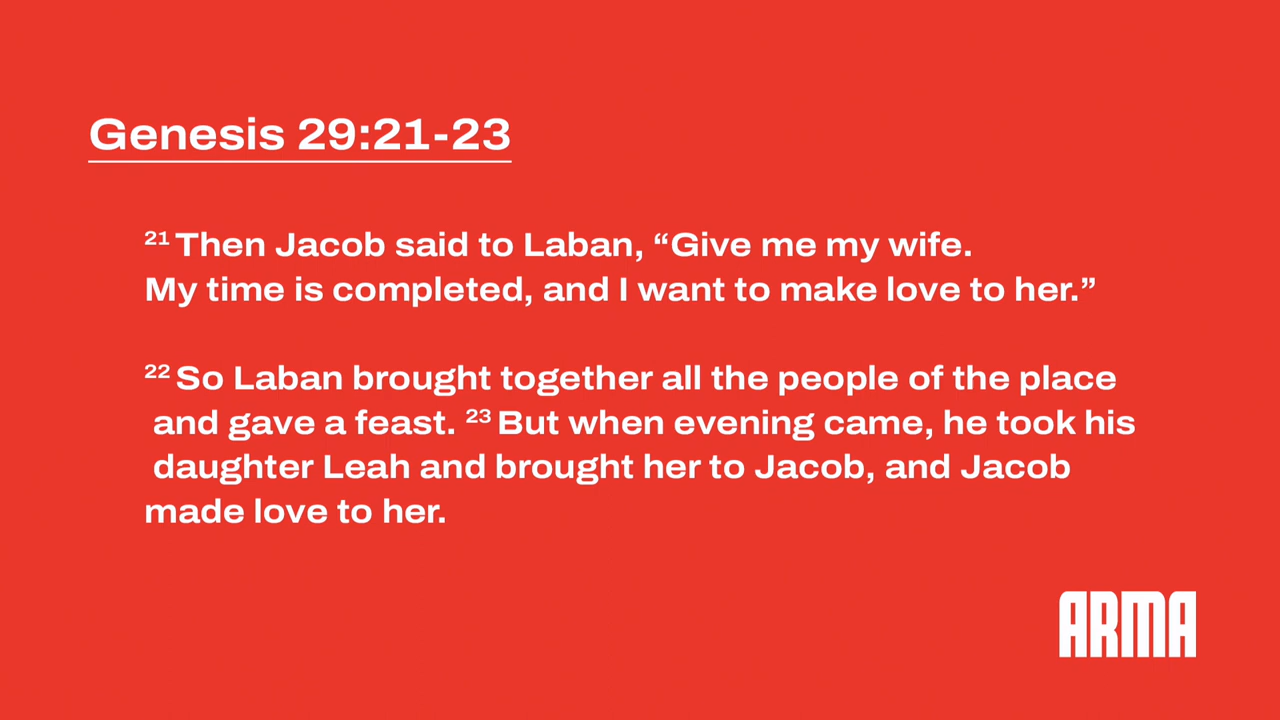 Genesis 29:21-23
21 Then Jacob said to Laban, “Give me my wife.
My time is completed, and I want to make love to her.”
22 So Laban brought together all the people of the place
and gave a feast. 23 But when evening came, he took his
daughter Leah and brought her to Jacob, and Jacob
made love to her.
ARMA